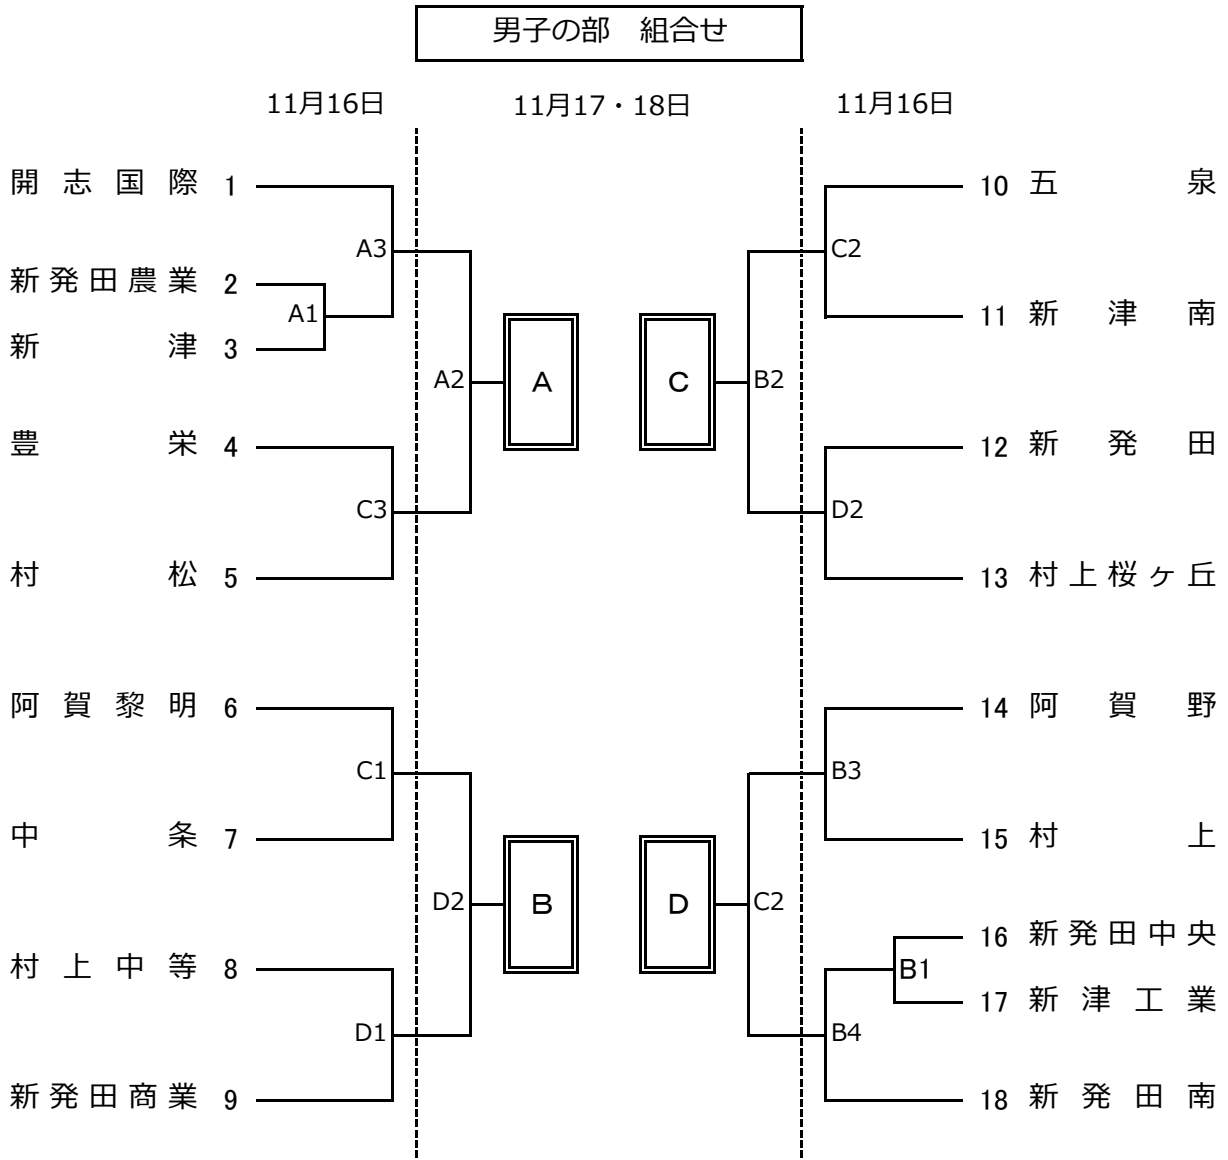 男子の部　組合せ
11月16日 11月17・18日 11月16日
開志国際 1 10 五泉
A3 C2
新発田農業 2
A1 11 新津南
新津 3
A2 A C B2
豊栄 4 12 新発田
C3 D2
村松 5 13 村上桜ヶ丘
阿賀黎明 6 14 阿賀野
C1 B3
中条 7 15 村上
D2 B D C2
16 新発田中央
村上中等 8 B1
17 新津工業
D1 B4
新発田商業 9 18 新発田南